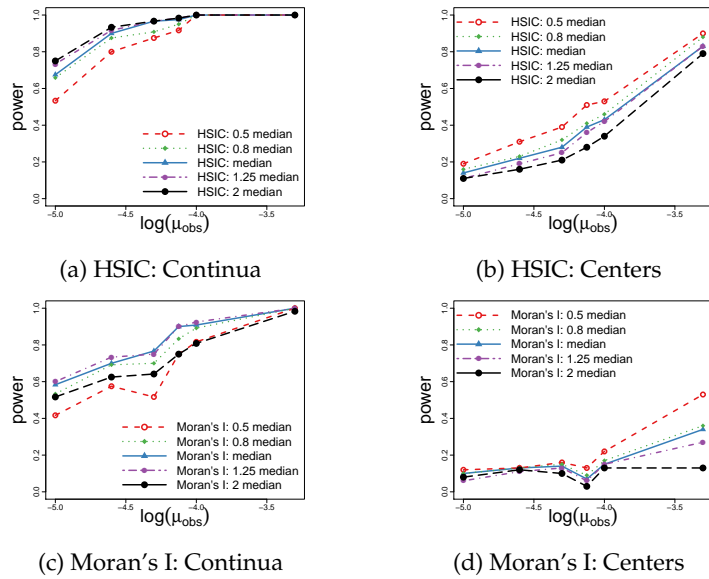 1.0
0.8
0.6
0.4
0.2
0.0
power
HSIC: 0.5 median
HSIC: 0.8 median
HSIC: median
HSIC: 1.25 median
HSIC: 2 median
-5.0
-4.5
-4.0
-3.5
log(μobs)
(a) HSIC: Continua
1.0
0.8
0.6
0.4
0.2
0.0
power
HSIC: 0.5 median
HSIC: 0.8 median
HSIC: median
HSIC: 1.25 median
HSIC: 2 median
-5.0
-4.5
-4.0
-3.5
log(μobs)
(b) HSIC: Centers
1.0
0.8
0.6
0.4
0.2
0.0
power
Moran's I: 0.5 median
Moran's I: 0.8 median
Moran's I: median
Moran's I: 1.25 median
Moran's I: 2 median
-5.0
-4.5
-4.0
-3.5
log(μobs)
(c) Moran's I: Continua
1.0
0.8
0.6
0.4
0.2
0.0
power
Moran's I: 0.5 median
Moran's I: 0.8 median
Moran's I: median
Moran's I: 1.25 median
Moran's I: 2 median
-5.0
-4.5
-4.0
-3.5
log(μobs)
(d) Moran's I: Centers